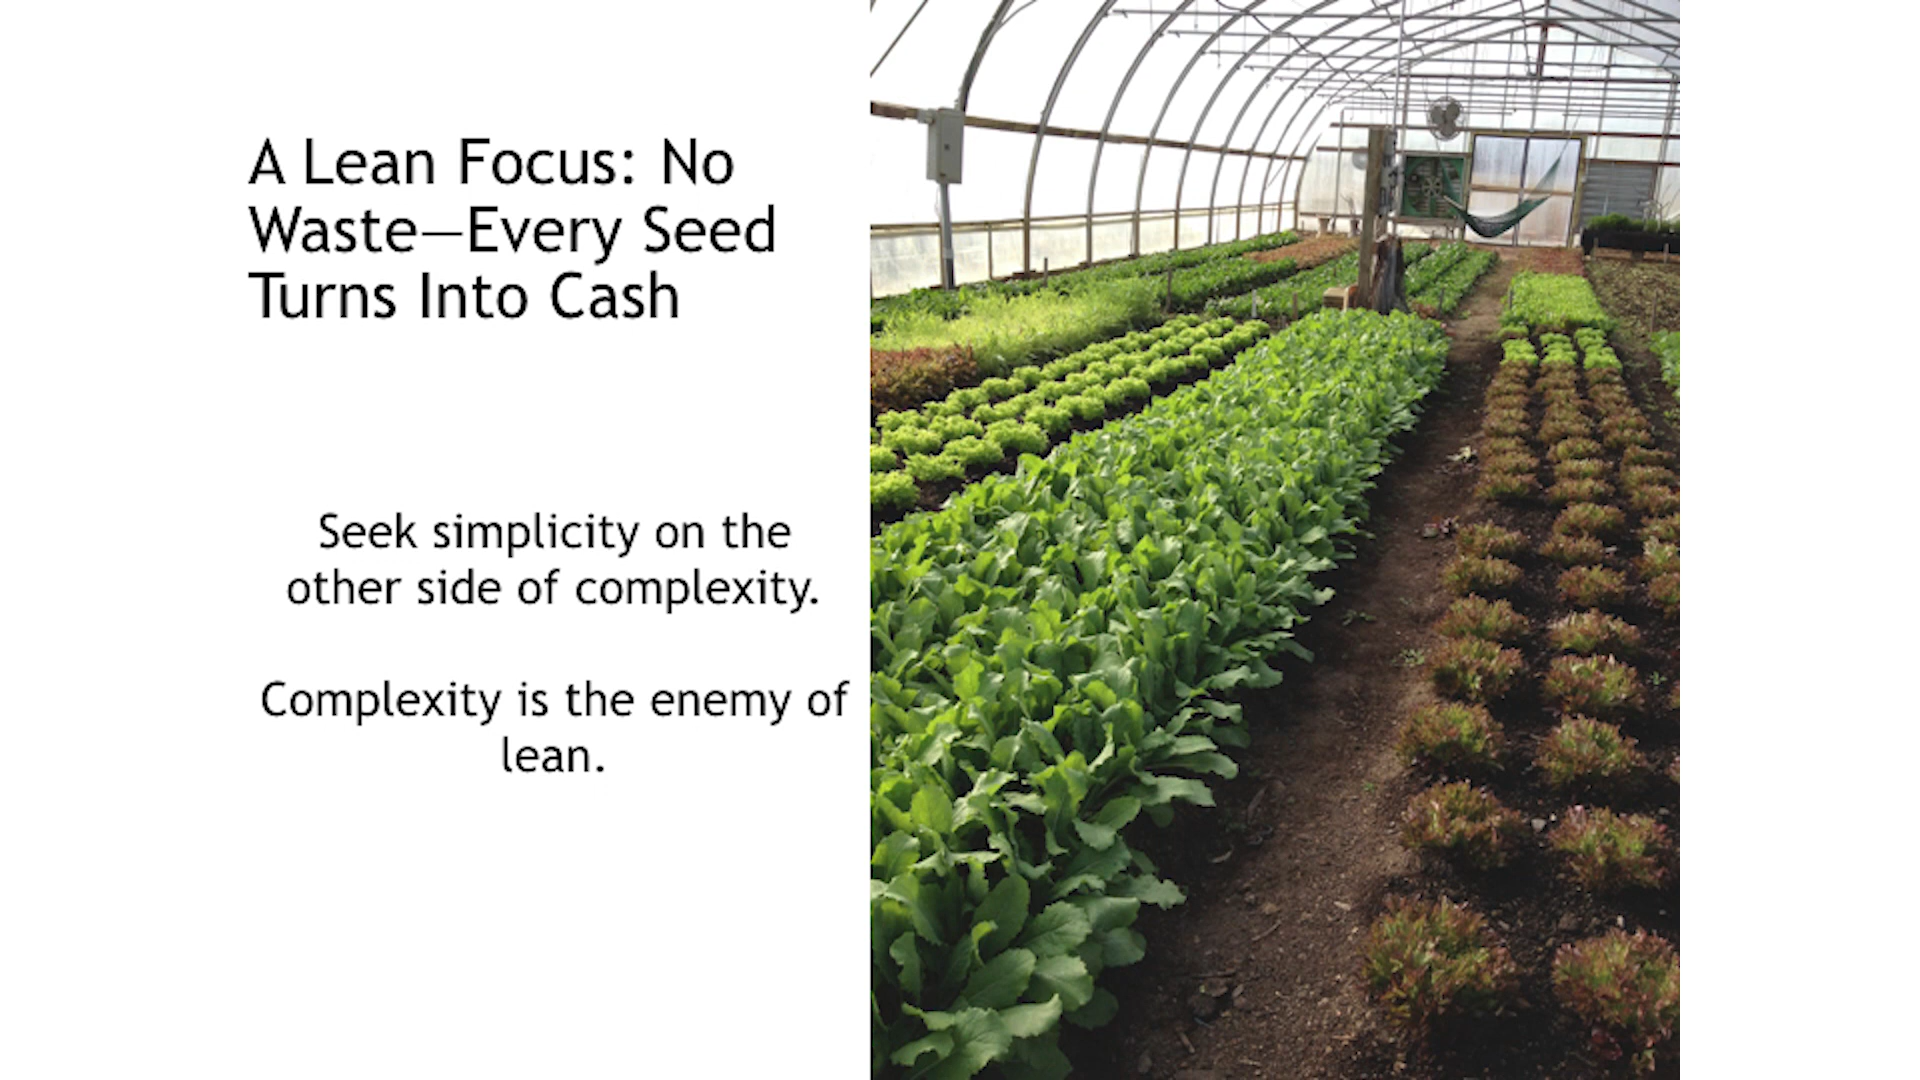 A Lean Focus: No
Waste—Every Seed
Turns Into Cash
Seek simplicity on the
other side of complexity.
Complexity is the enemy of
lean.